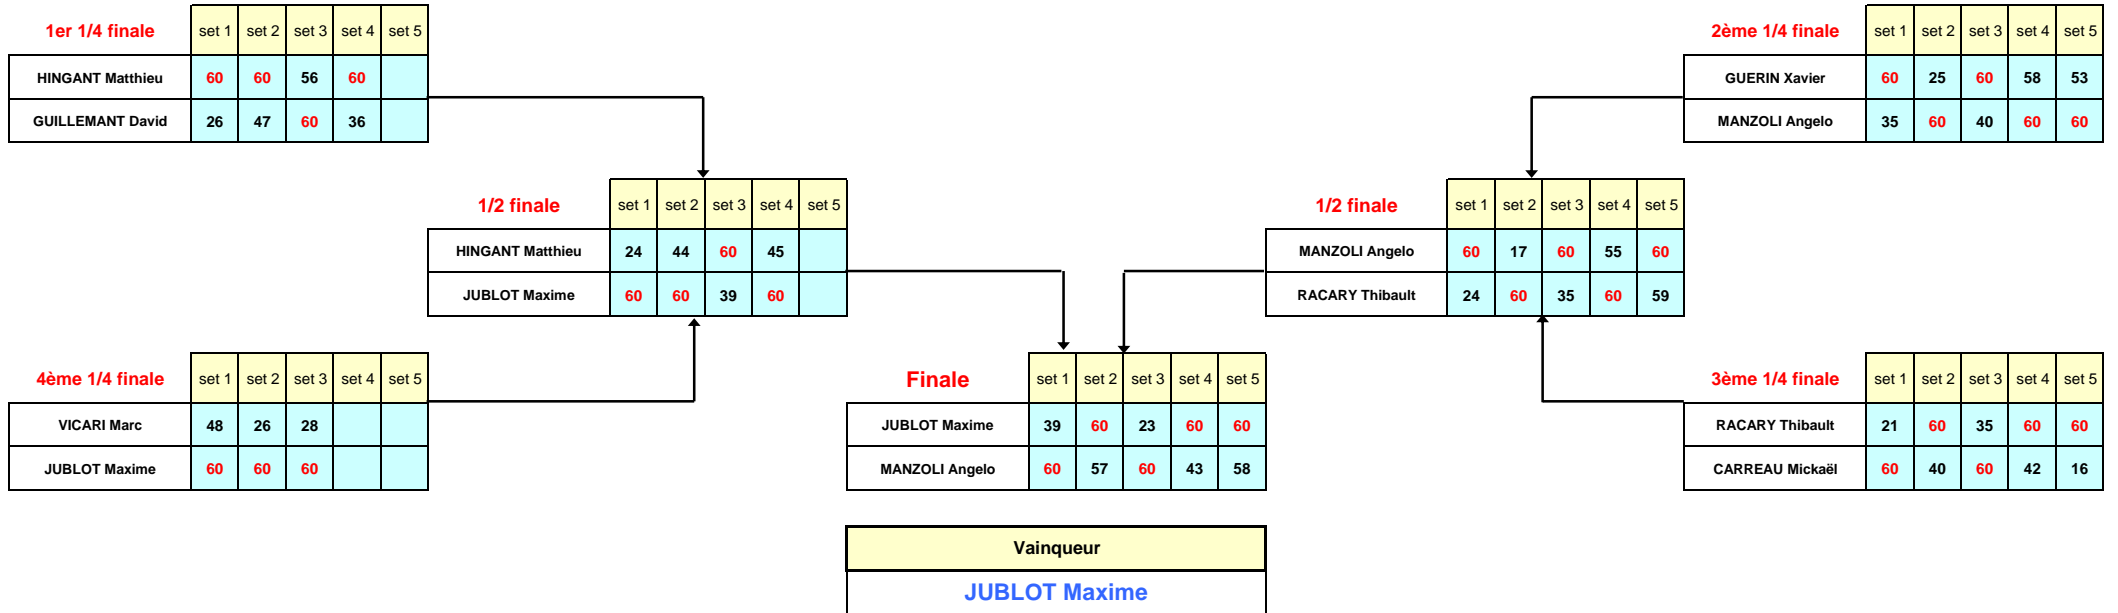 1er 1/4 finale set 1 set 2 set 3 set 4 set 5
HINGANT Matthieu 60 60 56 60
GUILLEMANT David 26 47 60 36
2ème 1/4 finale set 1 set 2 set 3 set 4 set 5
GUERIN Xavier 60 25 60 58 53
MANZOLI Angelo 35 60 40 60 60
1/2 finale set 1 set 2 set 3 set 4 set 5
HINGANT Matthieu 24 44 60 45
JUBLOT Maxime 60 60 39 60
1/2 finale set 1 set 2 set 3 set 4 set 5
MANZOLI Angelo 60 17 60 55 60
RACARY Thibault 24 60 35 60 59
4ème 1/4 finale set 1 set 2 set 3 set 4 set 5
VICARI Marc 48 26 28
JUBLOT Maxime 60 60 60
Finale set 1 set 2 set 3 set 4 set 5
JUBLOT Maxime 39 60 23 60 60
MANZOLI Angelo 60 57 60 43 58
3ème 1/4 finale set 1 set 2 set 3 set 4 set 5
RACARY Thibault 21 60 35 60 60
CARREAU Mickaël 60 40 60 42 16
Vainqueur
JUBLOT Maxime